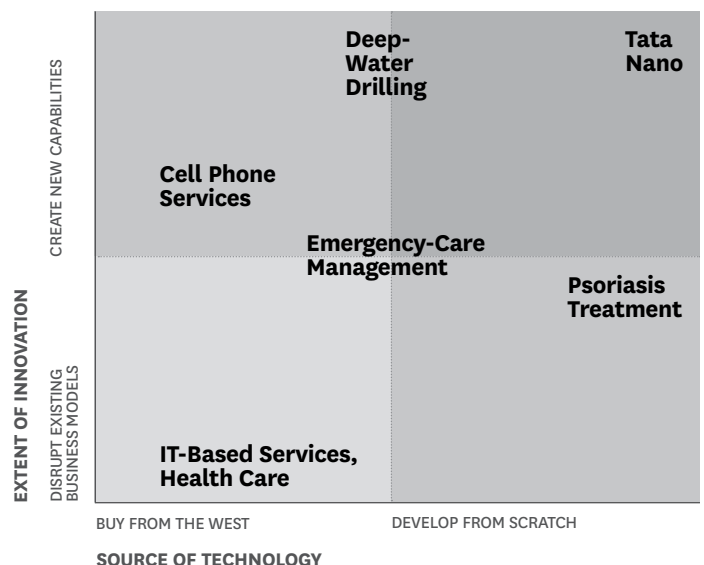 Deep-
Water
Drilling
Tata
Nano
Cell Phone
Services
Emergency-Care
Management
Psoriasis
Treatment
IT-Based Services,
Health Care
EXTENT OF INNOVATION
CREATE NEW CAPABILITIES
DISRUPT EXISTING
BUSINESS MODELS
BUY FROM THE WEST
DEVELOP FROM SCRATCH
SOURCE OF TECHNOLOGY